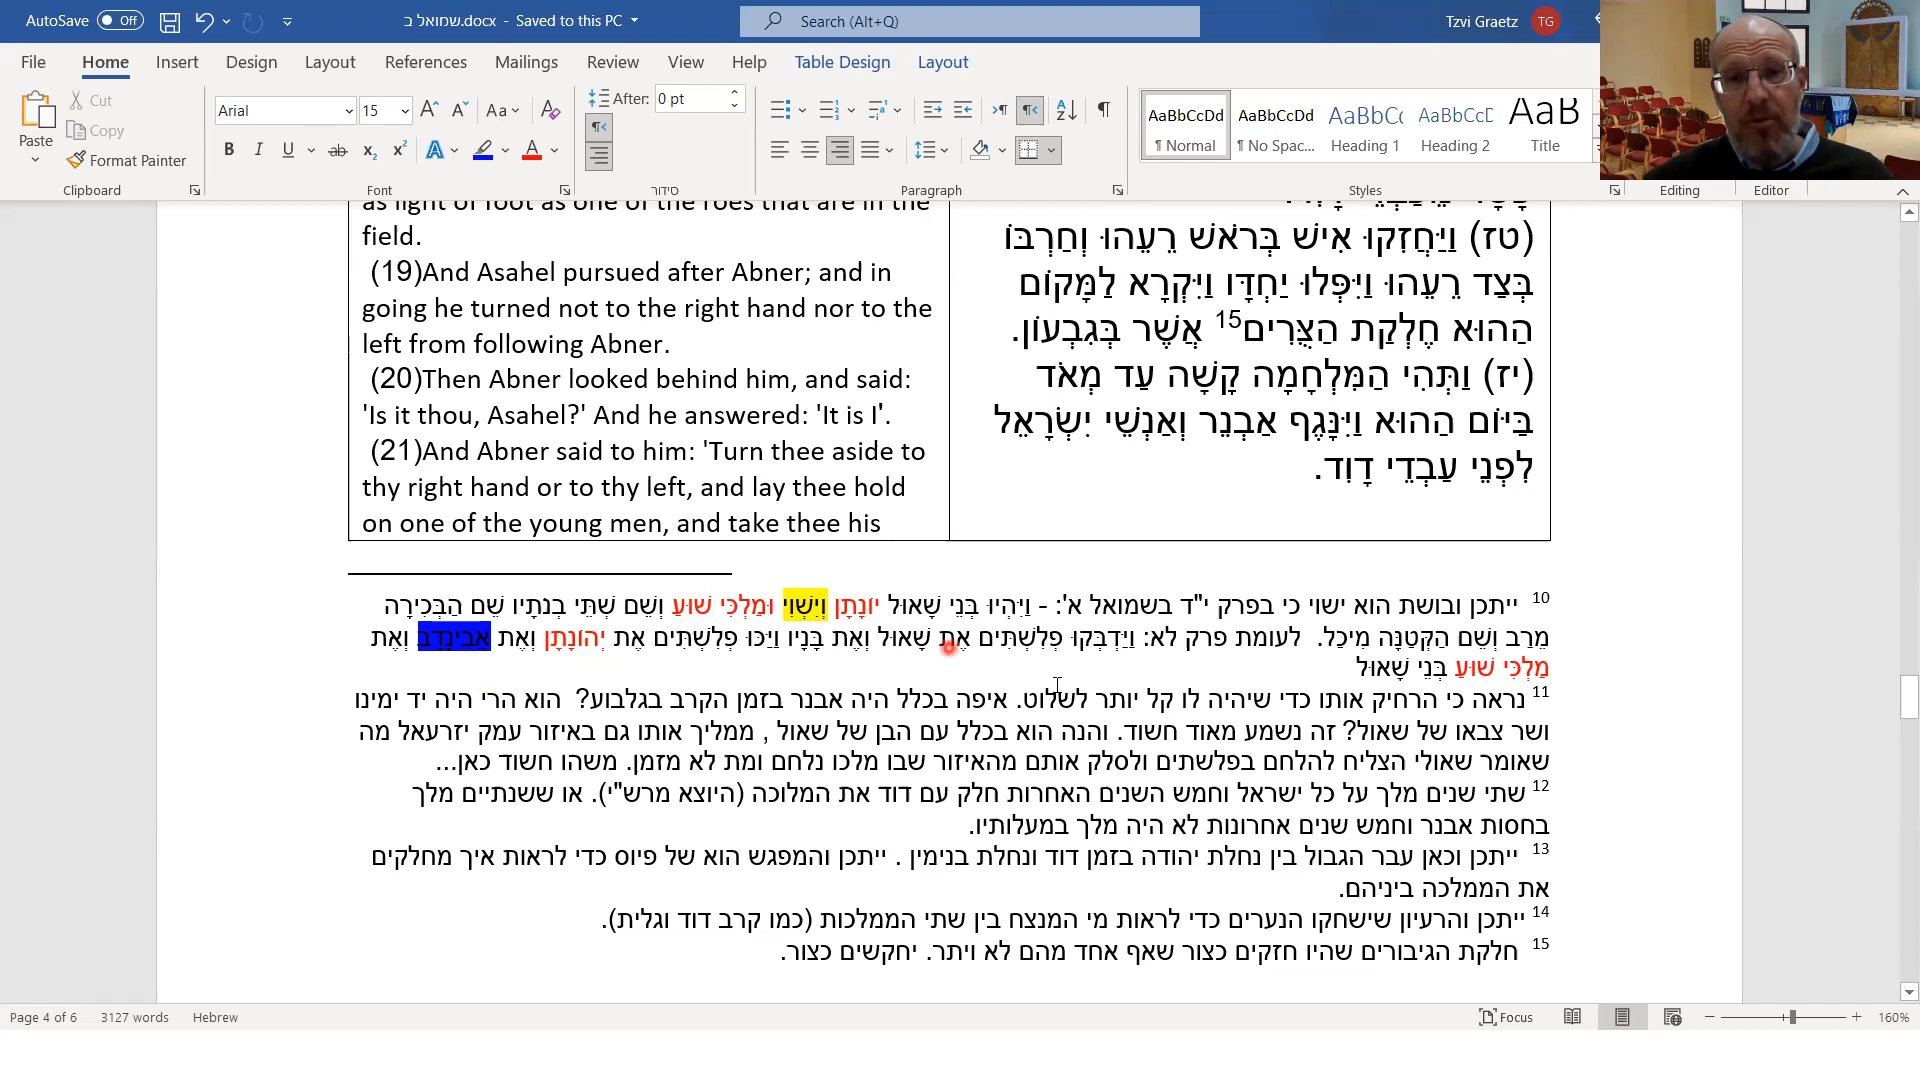 AutoSave Off שמואל ב.docx - Saved to this PC Search (Alt+Q) Tzvi Graetz TG
File Home Insert Design Layout References Mailings Review View Help Table Design Layout
Paste Cut Copy Format Painter
Arial 15 After: 0 pt
AaBbCcDd AaBbCcDd AaBbCc AaBbCcC AaB
¶ Normal ¶ No Spac... Heading 1 Heading 2 Title
Clipboard Font סידור Paragraph Styles Editing Editor
as light of foot as one of the roes that are in the
field.
(19)And Asahel pursued after Abner; and in
going he turned not to the right hand nor to the
left from following Abner.
(20)Then Abner looked behind him, and said:
'Is it thou, Asahel?' And he answered: 'It is I'.
(21)And Abner said to him: 'Turn thee aside to
thy right hand or to thy left, and lay thee hold
on one of the young men, and take thee his
(טז) וַיַּחֲזִקוּ אִישׁ בְּרֹאשׁ רֵעֵהוּ וְחַרְבּוֹ
בְּצַד רֵעֵהוּ וַיִּפְּלוּ יַחְדָּו וַיִּקְרָא לַמָּקוֹם
הַהוּא חֶלְקַת הַצֻּרִים15 אֲשֶׁר בְּגִבְעוֹן.
(יז) וַתְּהִי הַמִּלְחָמָה קָשָׁה עַד מְאֹד
בַּיּוֹם הַהוּא וַיִּנָּגֶף אַבְנֵר וְאַנְשֵׁי יִשְׂרָאֵל
לִפְנֵי עַבְדֵי דָוִד.
10 ייתכן ובושת הוא ישוי כי בפרק י"ד בשמואל א': - וַיִּהְיוּ בְּנֵי שָׁאוּל יוֹנָתָן וְיִשְׁוִי וּמַלְכִּי שׁוּעַ וְשֵׁם שְׁתֵּי בְנֹתָיו שֵׁם הַבְּכִירָה
מֵרַב וְשֵׁם הַקְּטַנָּה מִיכַל. לעומת פרק לא: וַיַּדְבְּקוּ פְלִשְׁתִּים אֶת שָׁאוּל וְאֶת בָּנָיו וַיַּכּוּ פְלִשְׁתִּים אֶת יְהוֹנָתָן וְאֶת אֲבִינָדָב וְאֶת
מַלְכִּי שׁוּעַ בְּנֵי שָׁאוּל
11 נראה כי הרחיק אותו כדי שיהיה לו קל יותר לשלוט. איפה בכלל היה אבנר בזמן הקרב בגלבוע? הוא הרי היה יד ימינו
ושר צבאו של שאול? זה נשמע מאוד חשוד. והנה הוא בכלל עם הבן של שאול , ממליך אותו גם באיזור עמק יזרעאל מה
שאומר שאולי הצליח להלחם בפלשתים ולסלק אותם מהאיזור שבו מלכו נלחם ומת לא מזמן. משהו חשוד כאן...
12 שתי שנים מלך על כל ישראל וחמש השנים האחרות חלק עם דוד את המלוכה (היוצא מרש"י). או ששנתיים מלך
בחסות אבנר וחמש שנים אחרונות לא היה מלך במעלותיו.
13 ייתכן וכאן עבר הגבול בין נחלת יהודה בזמן דוד ונחלת בנימין . ייתכן והמפגש הוא של פיוס כדי לראות איך מחלקים
את הממלכה ביניהם.
14 ייתכן והרעיון שישחקו הנערים כדי לראות מי המנצח בין שתי הממלכות (כמו קרב דוד וגלית).
15 חלקת הגיבורים שהיו חזקים כצור שאף אחד מהם לא ויתר. יחקשים כצור.
Page 4 of 6 3127 words Hebrew Focus 160%